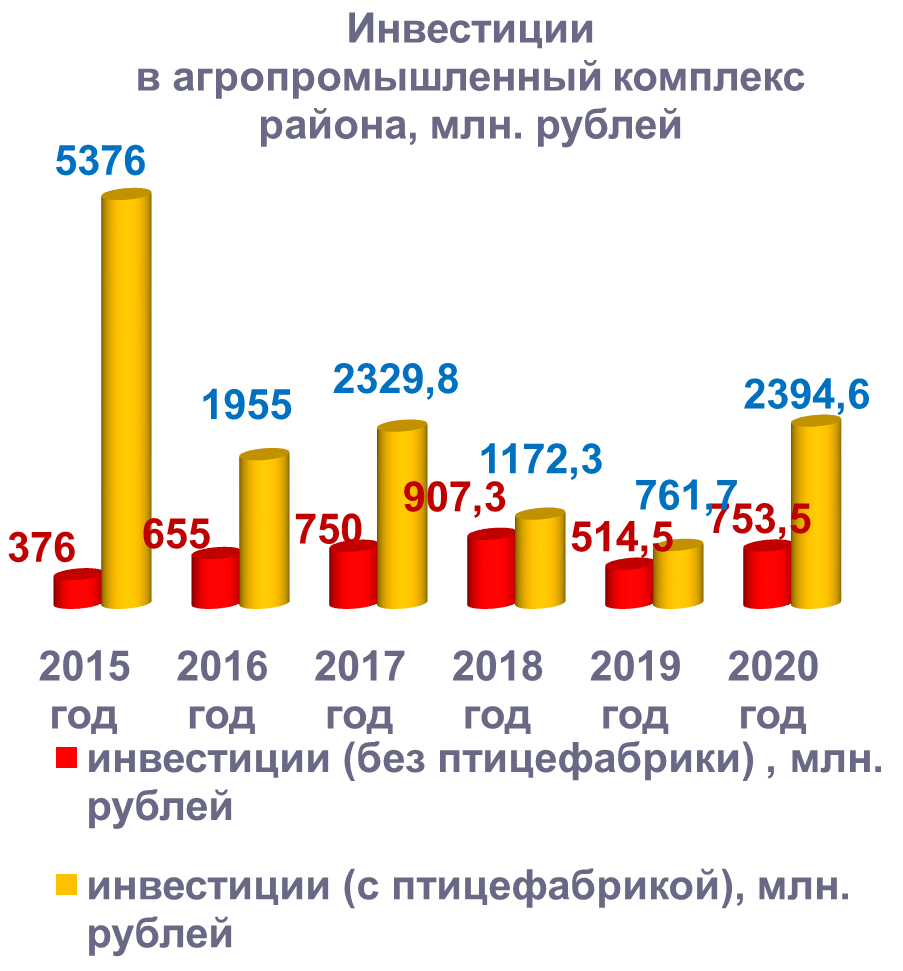 Инвестиции
в агропромышленный комплекс
района, млн. рублей
5376
376
1955
655
2329,8
750
1172,3
907,3
761,7
514,5
2394,6
753,5
2015 2016 2017 2018 2019 2020
год год год год год год
инвестиции (без птицефабрики) , млн.
рублей
инвестиции (с птицефабрикой), млн.
рублей